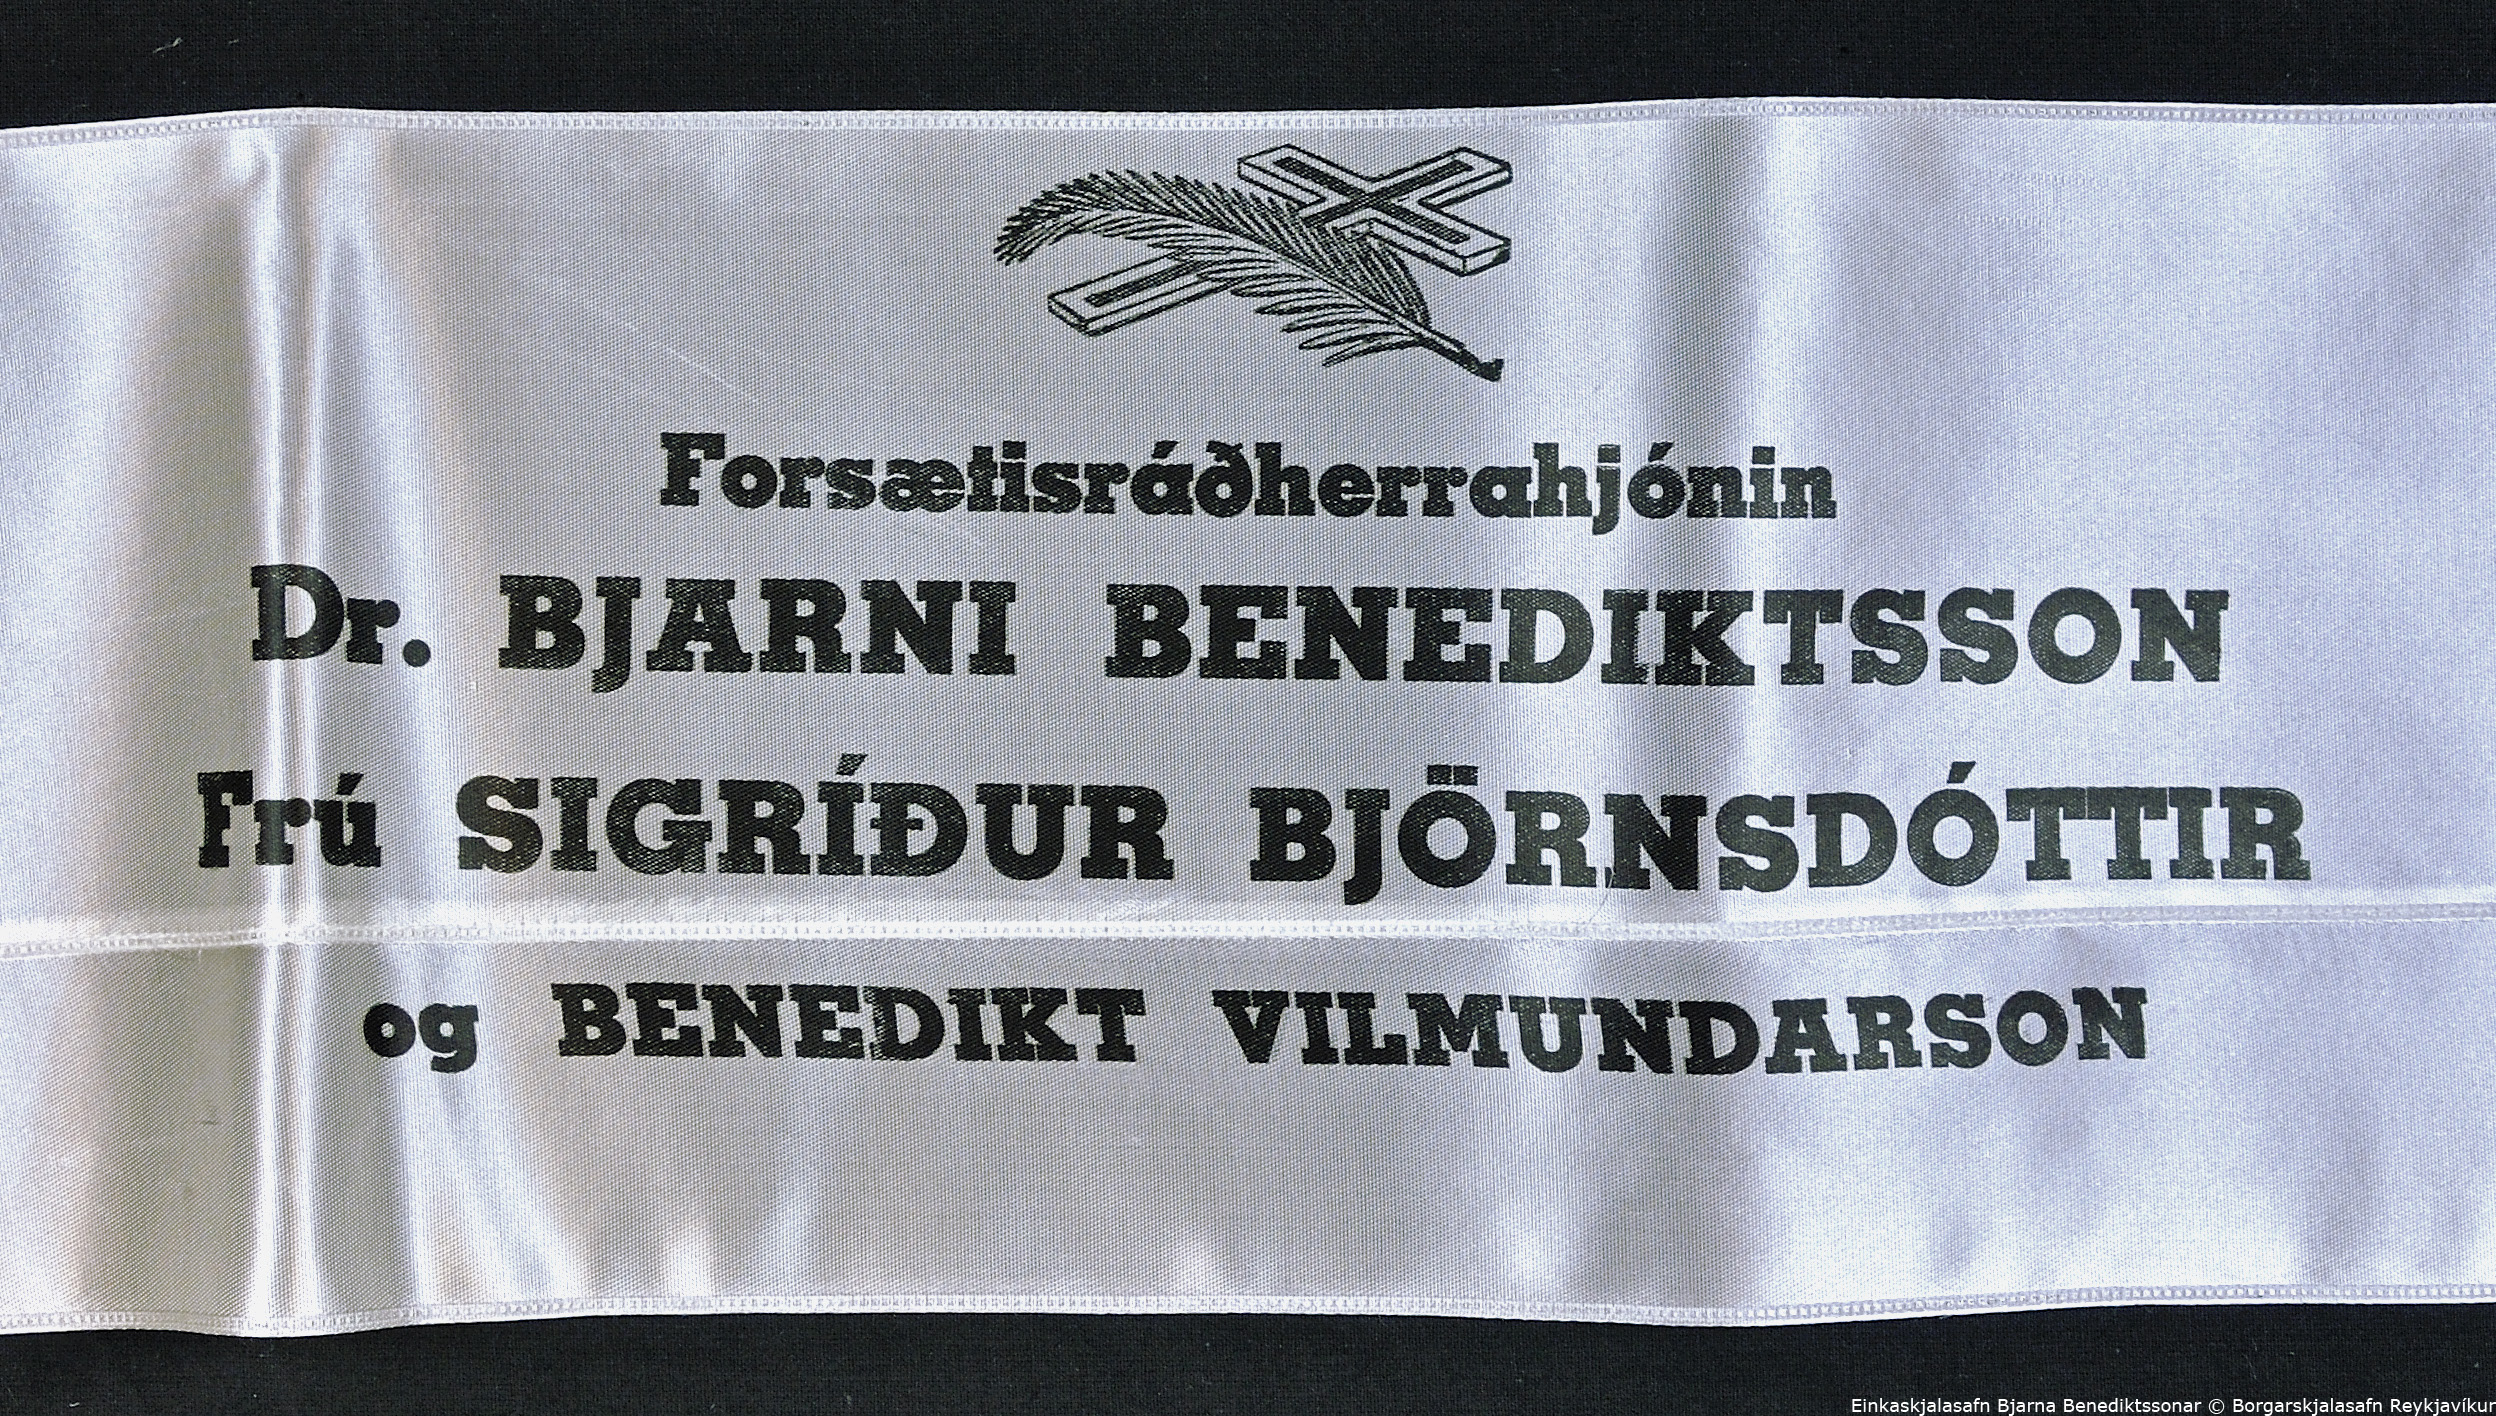 Forsætisráðherrahjónin
Dr. BJARNI BENEDIKTSSON
Frú SIGRÍÐUR BJÖRNSDÓTTIR
og BENEDIKT VILMUNDARSON
Einkaskjalasafn Bjarna Benediktssonar © Borgarskjalasafn Reykjavíkur